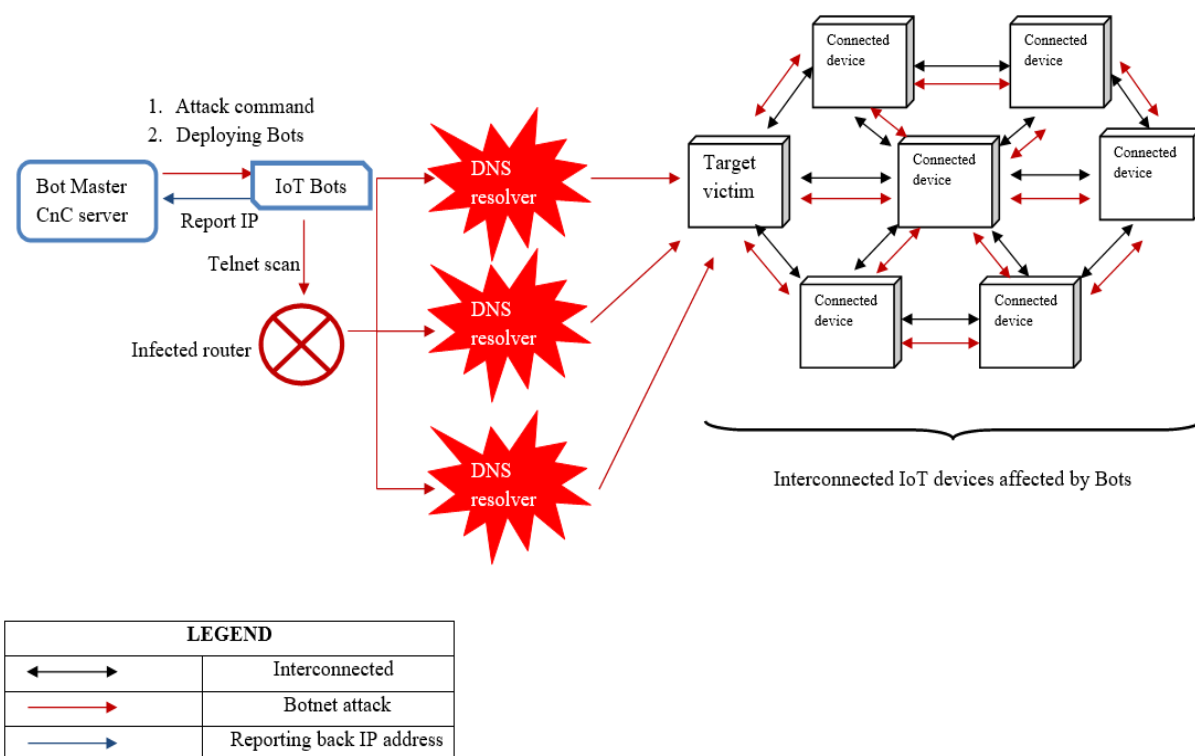 1. Attack command
2. Deploying Bots
Bot Master
CnC server
IoT Bots
Report IP
Telnet scan
Infected router
DNS
resolver
DNS
resolver
DNS
resolver
Target
victim
Connected
device
Connected
device
Connected
device
Connected
device
Connected
device
Connected
device
Interconnected IoT devices affected by Bots
LEGEND
Interconnected
Botnet attack
Reporting back IP address